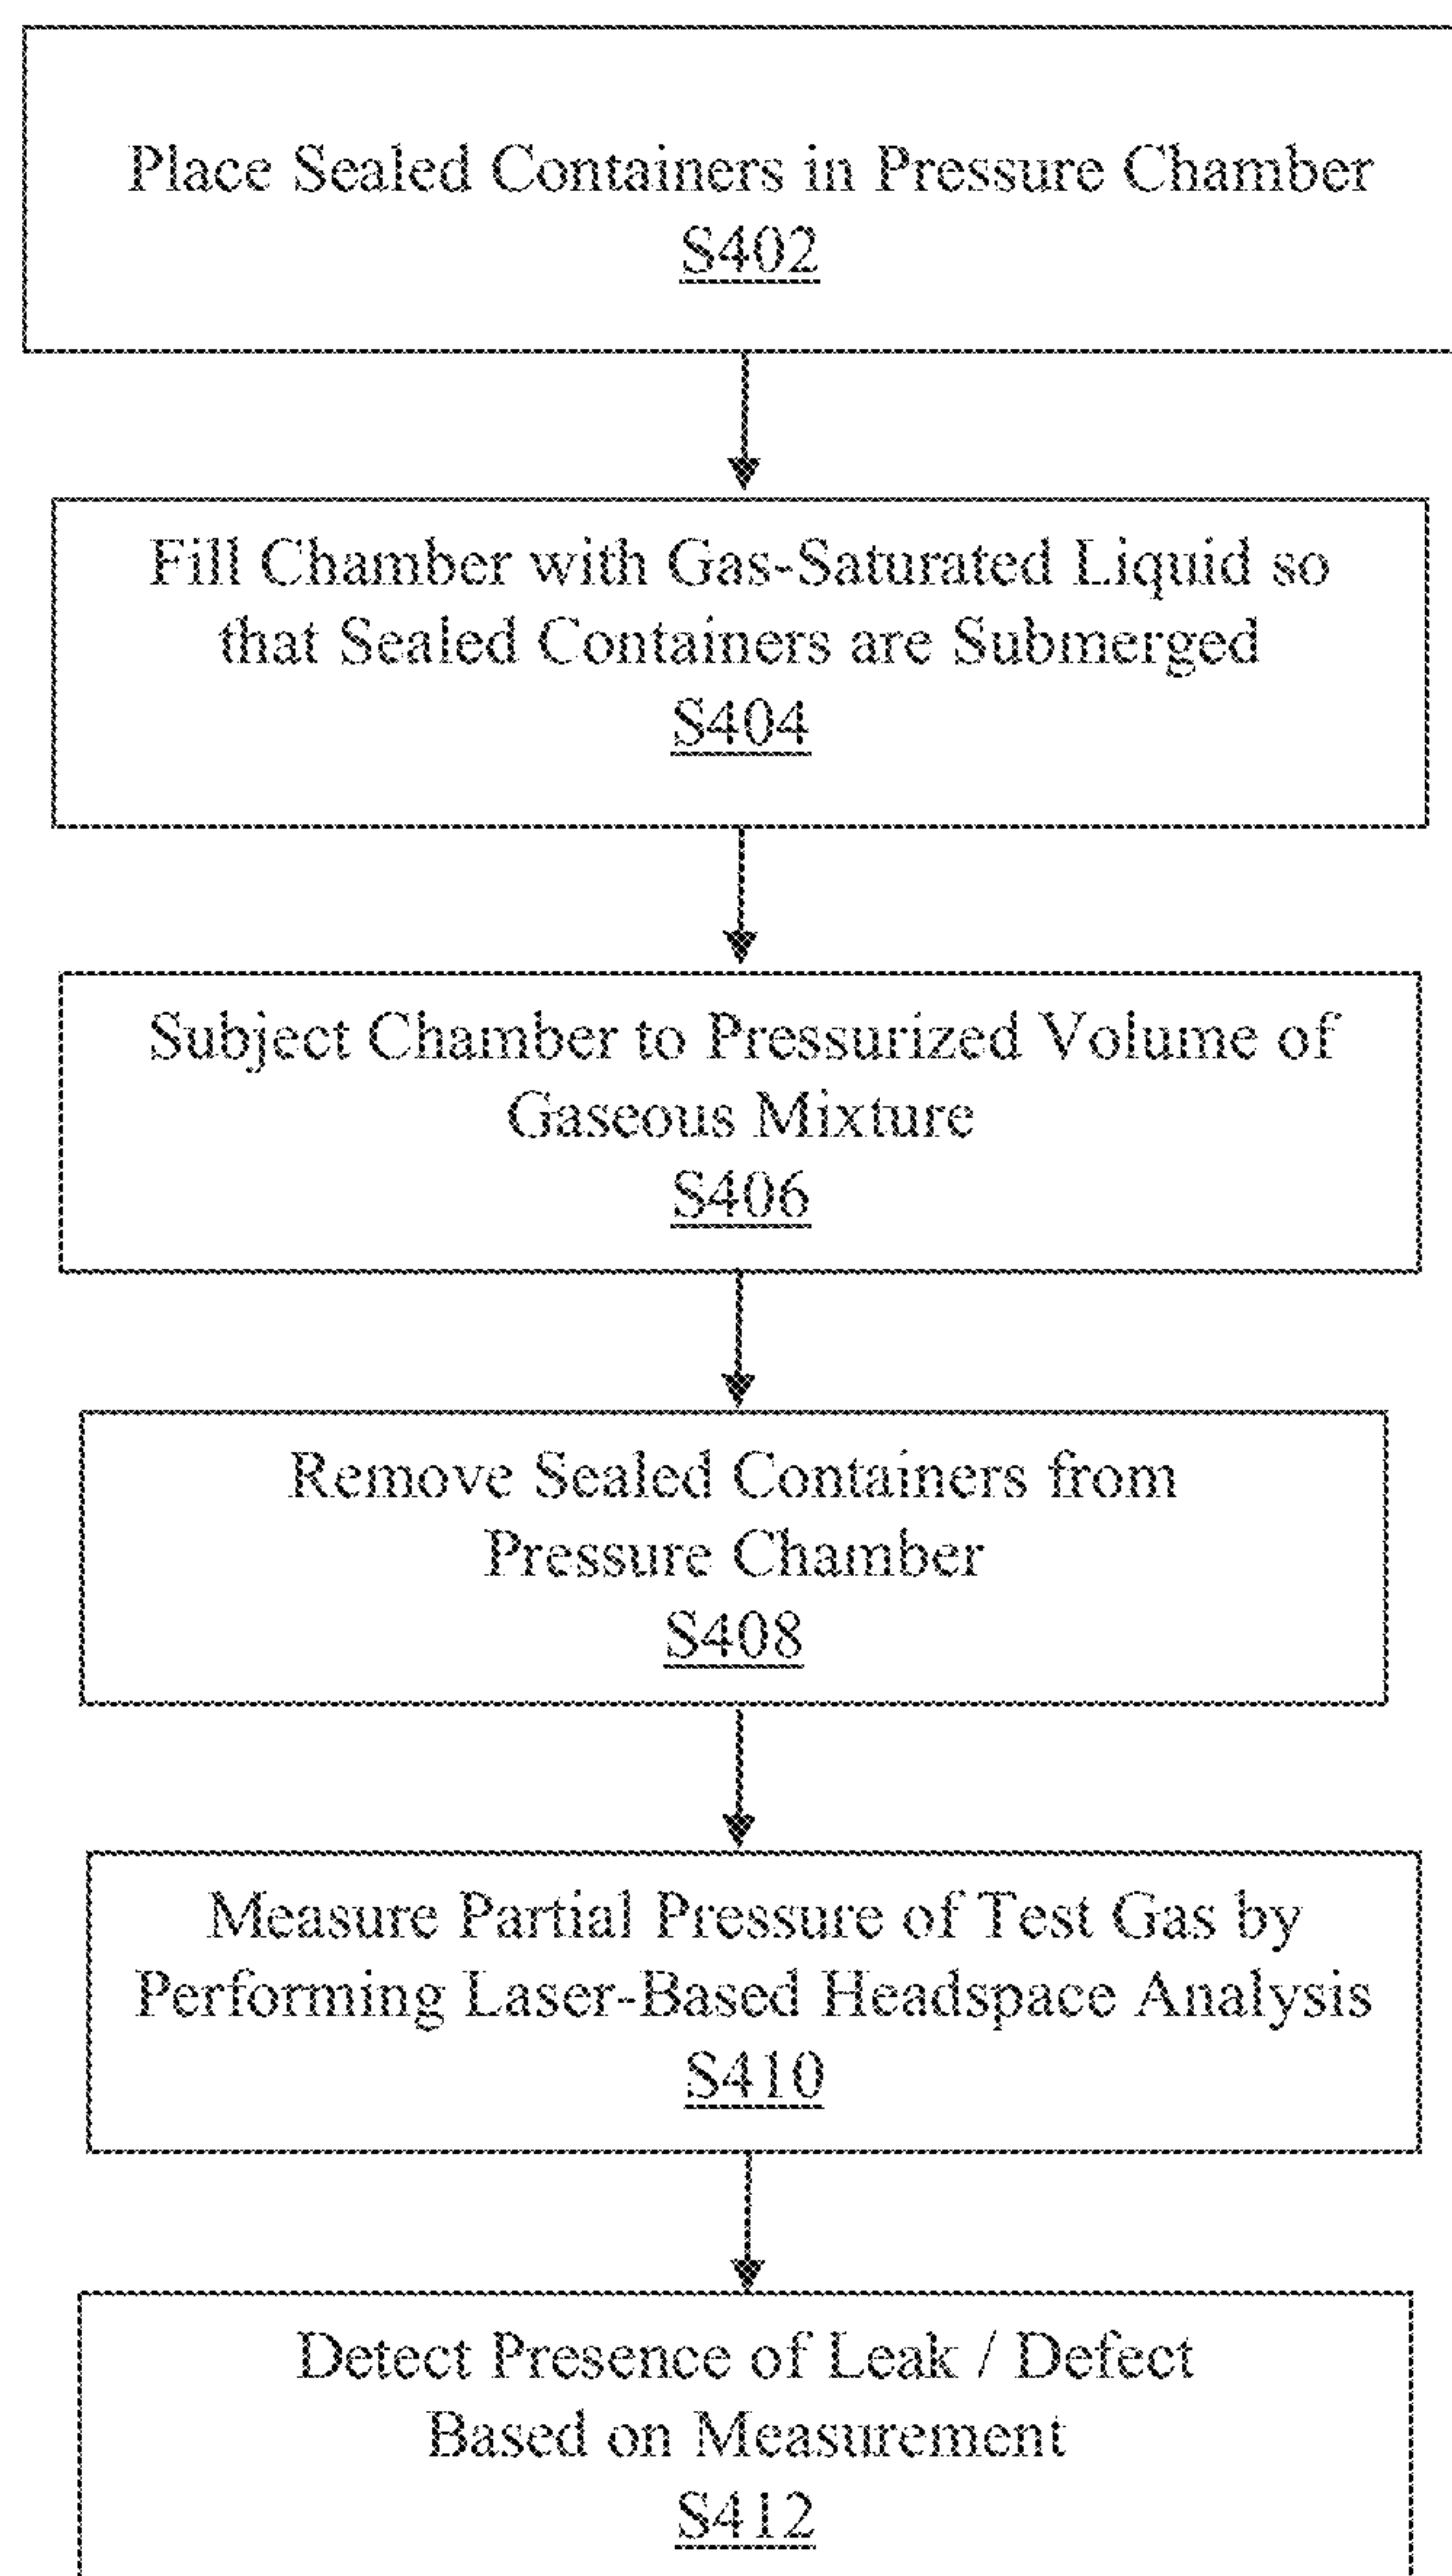 Place Sealed Containers in Pressure Chamber
S402
Fill Chamber with Gas-Saturated Liquid so
that Sealed Containers are Submerged
S404
Subject Chamber to Pressurized Volume of
Gaseous Mixture
S406
Remove Sealed Containers from
Pressure Chamber
S408
Measure Partial Pressure of Test Gas by
Performing Laser-Based Headspace Analysis
S410
Detect Presence of Leak / Defect
Based on Measurement
S412